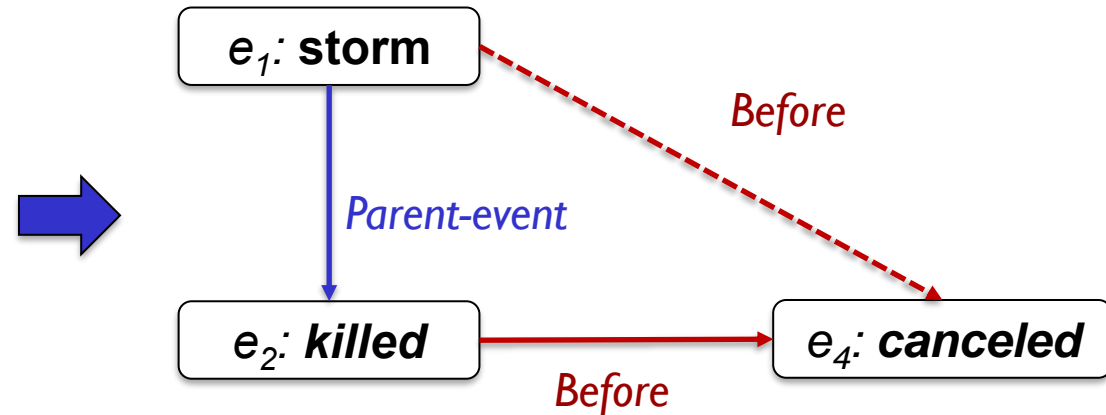 e₁: storm
Before
Parent-event
e₂: killed
e₄: canceled
Before